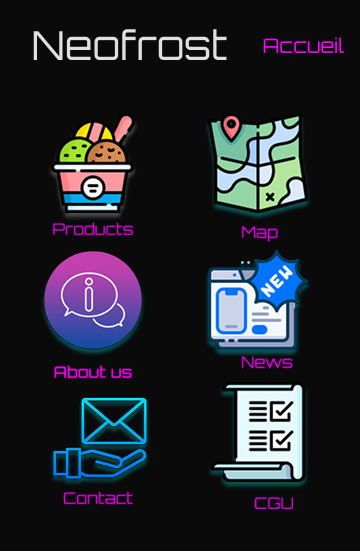 Neofrost
Accueil
Products
Map
i
NEW
About us
News
Contact
CGU